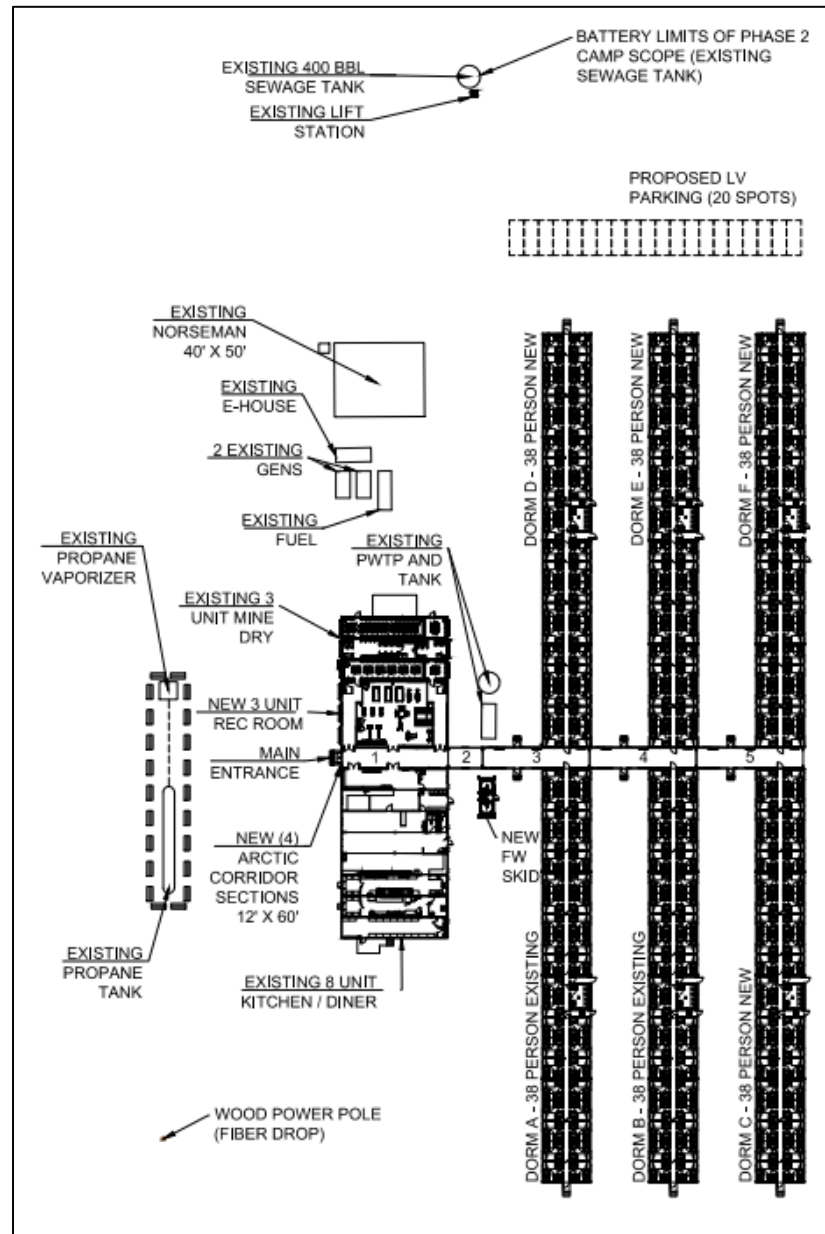 BATTERY LIMITS OF PHASE 2
CAMP SCOPE (EXISTING
SEWAGE TANK)
EXISTING 400 BBL
SEWAGE TANK
EXISTING LIFT
STATION
PROPOSED LV
PARKING (20 SPOTS)
EXISTING
NORSEMAN
40' X 50'
EXISTING
E-HOUSE
2 EXISTING
GENS
EXISTING
FUEL
DORM D - 38 PERSON NEW
DORM E - 38 PERSON NEW
DORM F - 38 PERSON NEW
EXISTING
PROPANE
VAPORIZER
EXISTING
PWTP AND
TANK
EXISTING 3
UNIT MINE
DRY
NEW 3 UNIT
REC ROOM
MAIN
ENTRANCE
1
2
3
4
5
NEW (4)
ARCTIC
CORRIDOR
SECTIONS
12' X 60'
NEW
FW
SKID
EXISTING
PROPANE
TANK
EXISTING 8 UNIT
KITCHEN / DINER
DORM A - 38 PERSON EXISTING
DORM B - 38 PERSON EXISTING
DORM C - 38 PERSON NEW
WOOD POWER POLE
(FIBER DROP)